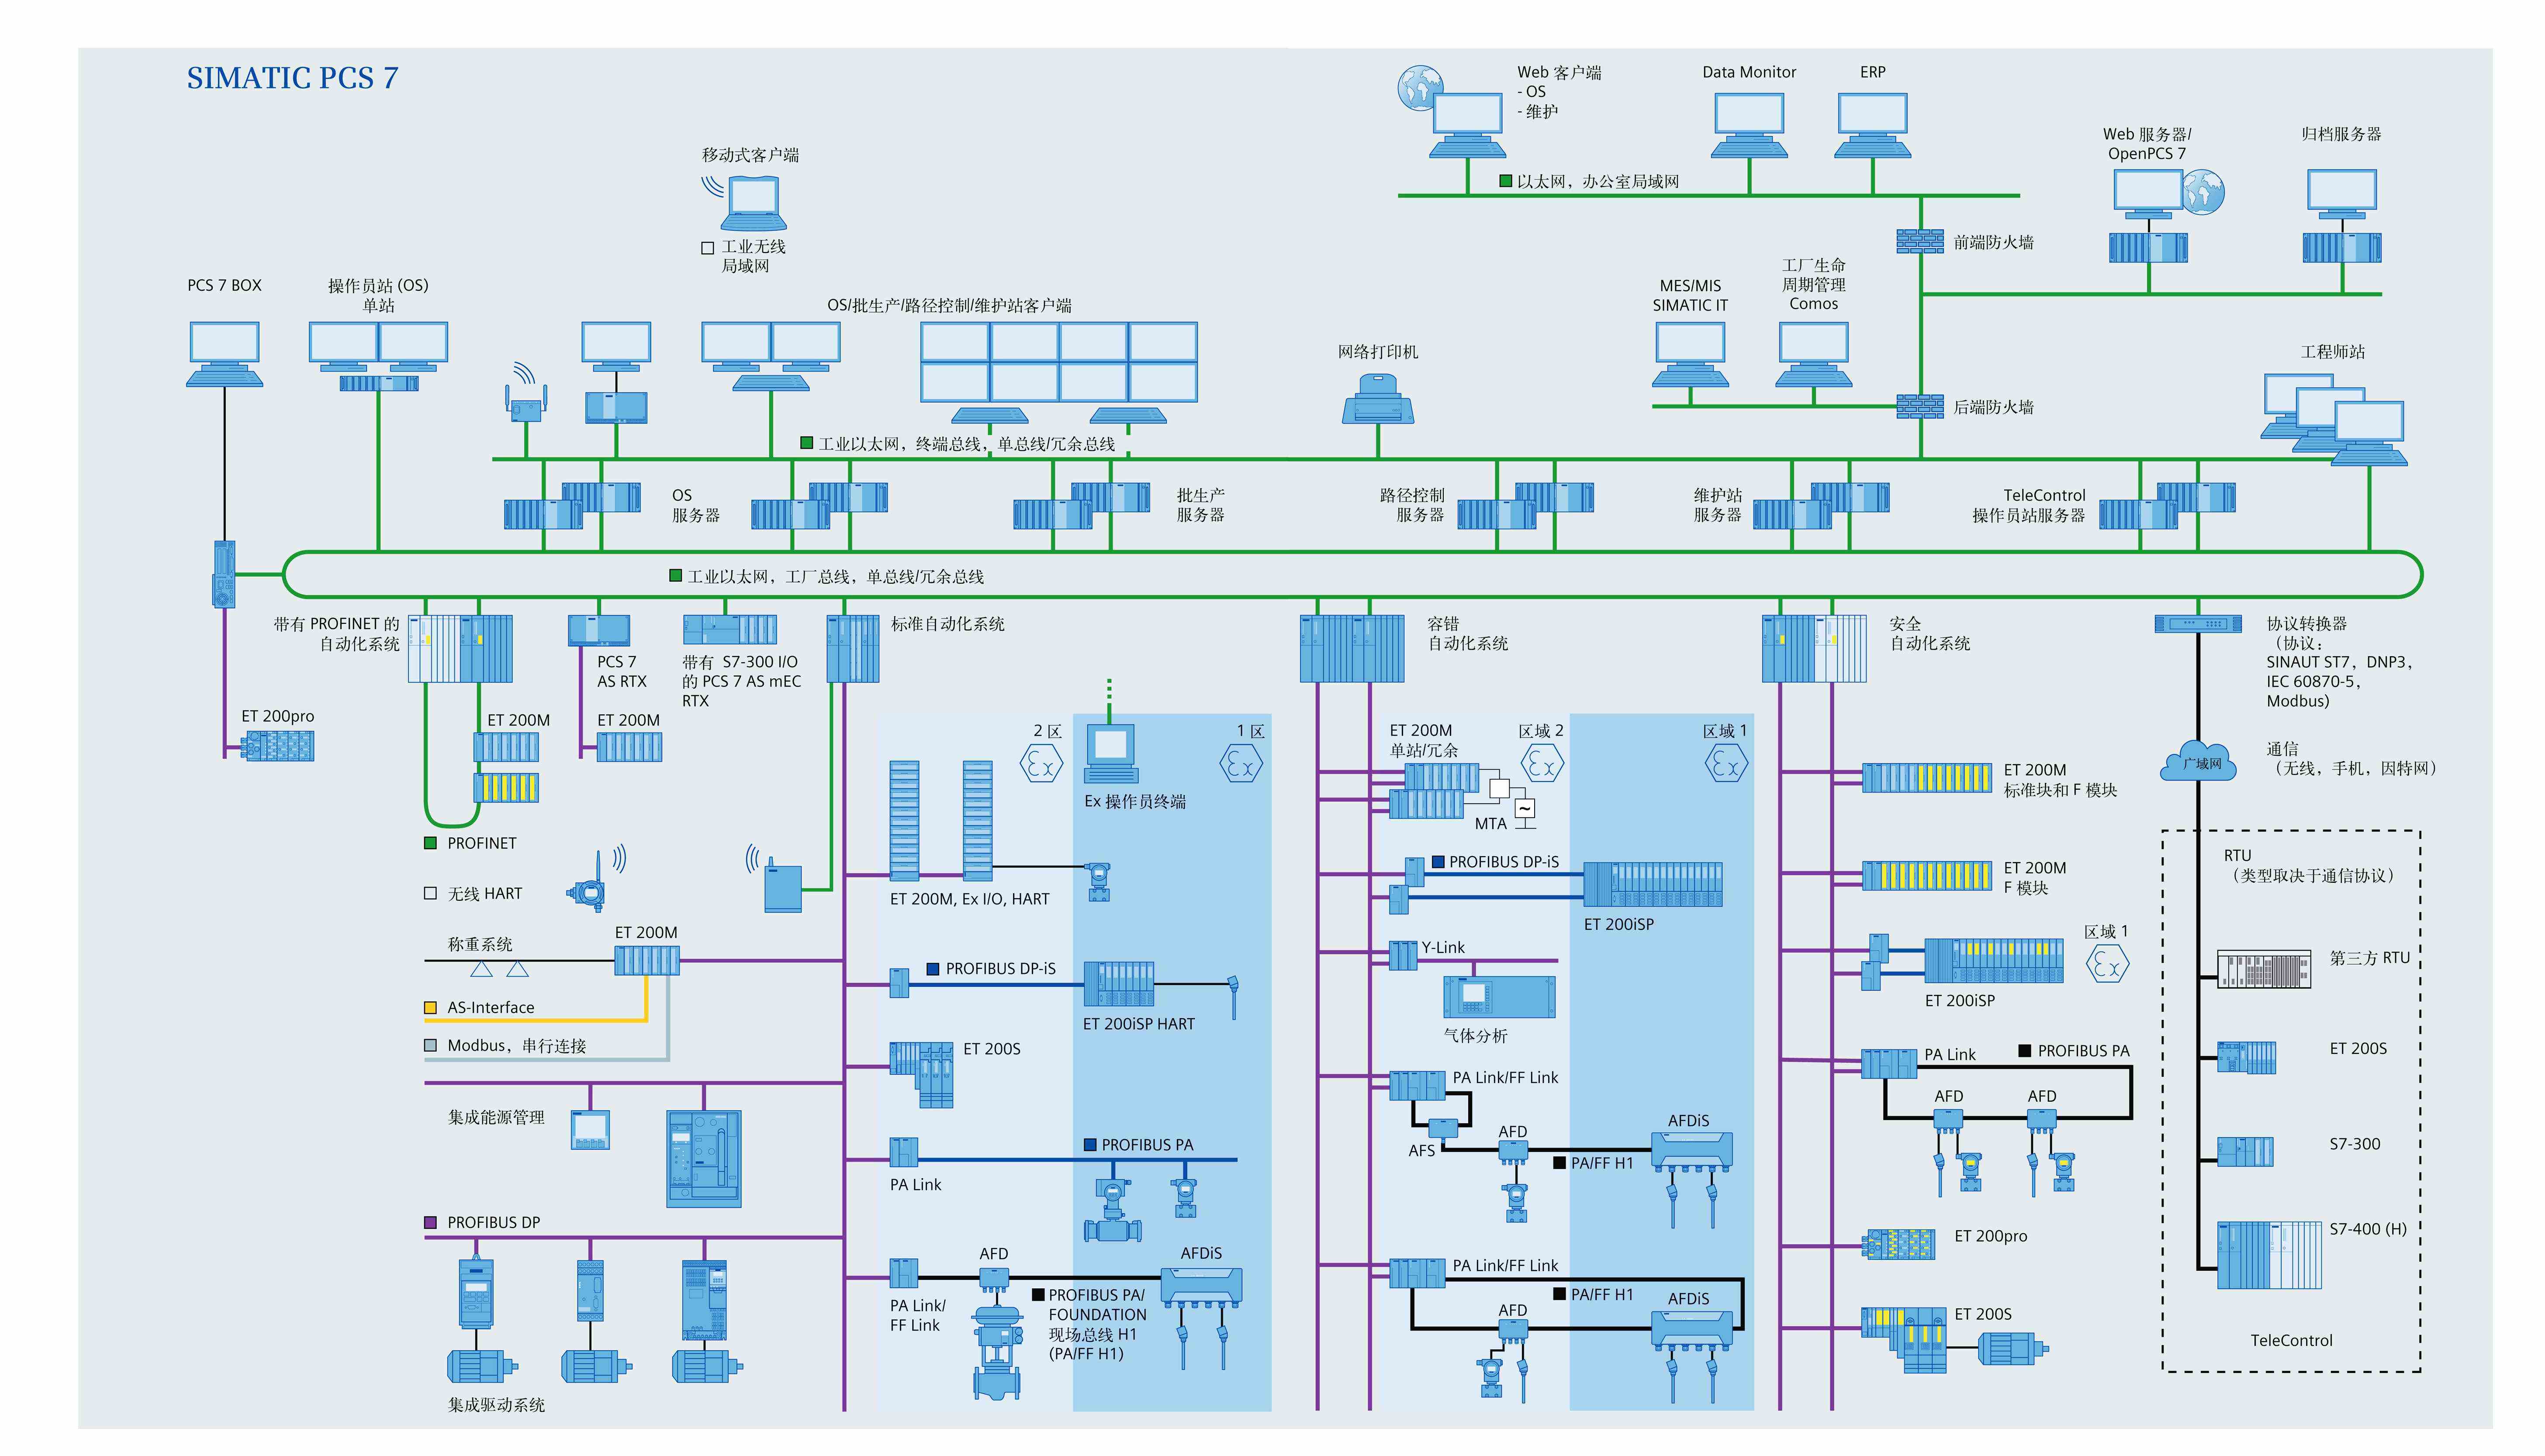 SIMATIC PCS 7
Web 客户端
- OS
- 维护
Data Monitor
ERP
以太网，办公室局域网
Web 服务器/
OpenPCS 7
归档服务器
移动式客户端
工业无线
局域网
前端防火墙
PCS 7 BOX
操作员站 (OS)
单站
OS/批生产/路径控制/维护站客户端
MES/MIS
SIMATIC IT
工厂生命
周期管理
Comos
网络打印机
工程师站
后端防火墙
工业以太网，终端总线，单总线/冗余总线
OS
服务器
批生产
服务器
路径控制
服务器
维护站
服务器
TeleControl
操作员站服务器
工业以太网，工厂总线，单总线/冗余总线
带有 PROFINET 的
自动化系统
PCS 7
AS RTX
带有 S7-300 I/O
的 PCS 7 AS mEC
RTX
标准自动化系统
容错
自动化系统
安全
自动化系统
协议转换器
（协议：
SINAUT ST7，DNP3，
IEC 60870-5，
Modbus)
ET 200pro
ET 200M
ET 200M
PROFINET
无线 HART
称重系统
ET 200M
AS-Interface
Modbus，串行连接
集成能源管理
PROFIBUS DP
集成驱动系统
2 区
Ex
1 区
Ex
Ex 操作员终端
ET 200M, Ex I/O, HART
PROFIBUS DP-iS
ET 200iSP HART
ET 200S
PROFIBUS PA
PA Link
AFD
AFDiS
PA Link/
FF Link
PROFIBUS PA/
FOUNDATION
现场总线 H1
(PA/FF H1)
ET 200M
单站/冗余
区域 2
Ex
区域 1
Ex
MTA
~
PROFIBUS DP-iS
ET 200iSP
Y-Link
气体分析
PA Link/FF Link
AFS
AFD
AFDiS
PA/FF H1
PA Link/FF Link
PA/FF H1
AFD
AFDiS
ET 200M
标准块和 F 模块
ET 200M
F 模块
区域 1
Ex
ET 200iSP
PA Link
PROFIBUS PA
AFD
AFD
ET 200pro
ET 200S
广域网
通信
（无线，手机，因特网）
RTU
（类型取决于通信协议）
第三方 RTU
ET 200S
S7-300
S7-400 (H)
TeleControl